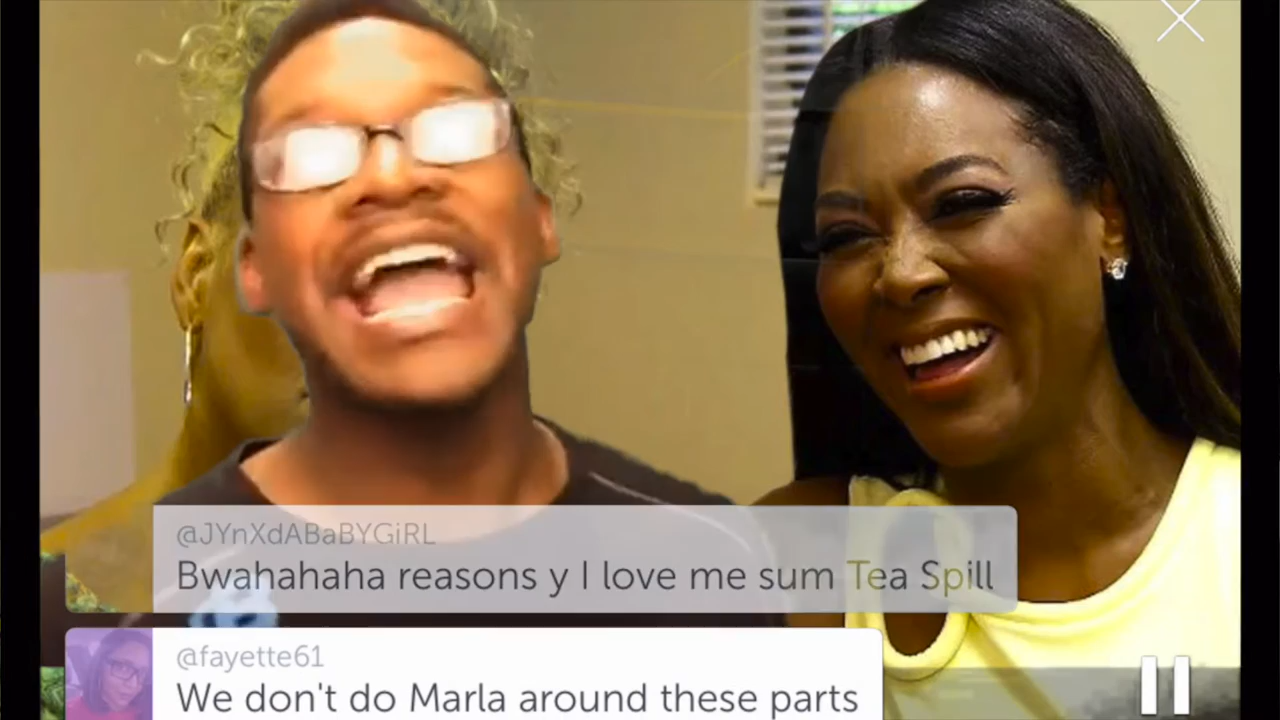 @JYnXdABaBYGiRL
Bwahahaha reasons y I love me sum Tea Spill
@fayette61
We don't do Marla around these parts